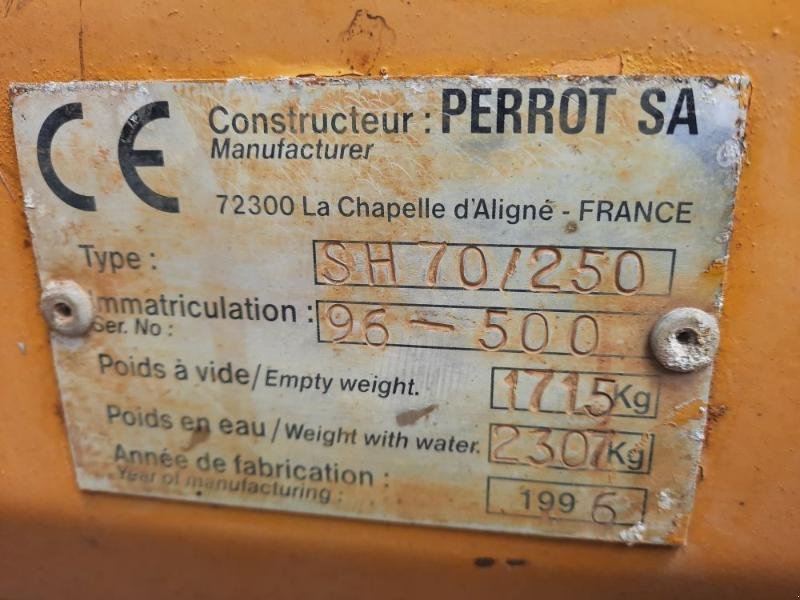 CE Constructeur : PERROT SA
Manufacturer
72300 La Chapelle d'Aligné - FRANCE
Type : SH 70/250
Immatriculation : 96 - 500
Ser. No :
Poids à vide/Empty weight. 1715 Kg
Poids en eau/Weight with water. 2307 Kg
Année de fabrication :
Year of manufacturing : 1996